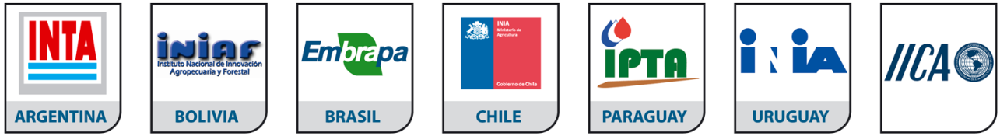 INTA
ARGENTINA
INIAF
Instituto Nacional de Innovación
Agropecuaria y Forestal
BOLIVIA
Embrapa
BRASIL
INIA
Ministerio de
Agricultura
Gobierno de Chile
CHILE
IPTA
PARAGUAY
INIA
URUGUAY
IICA